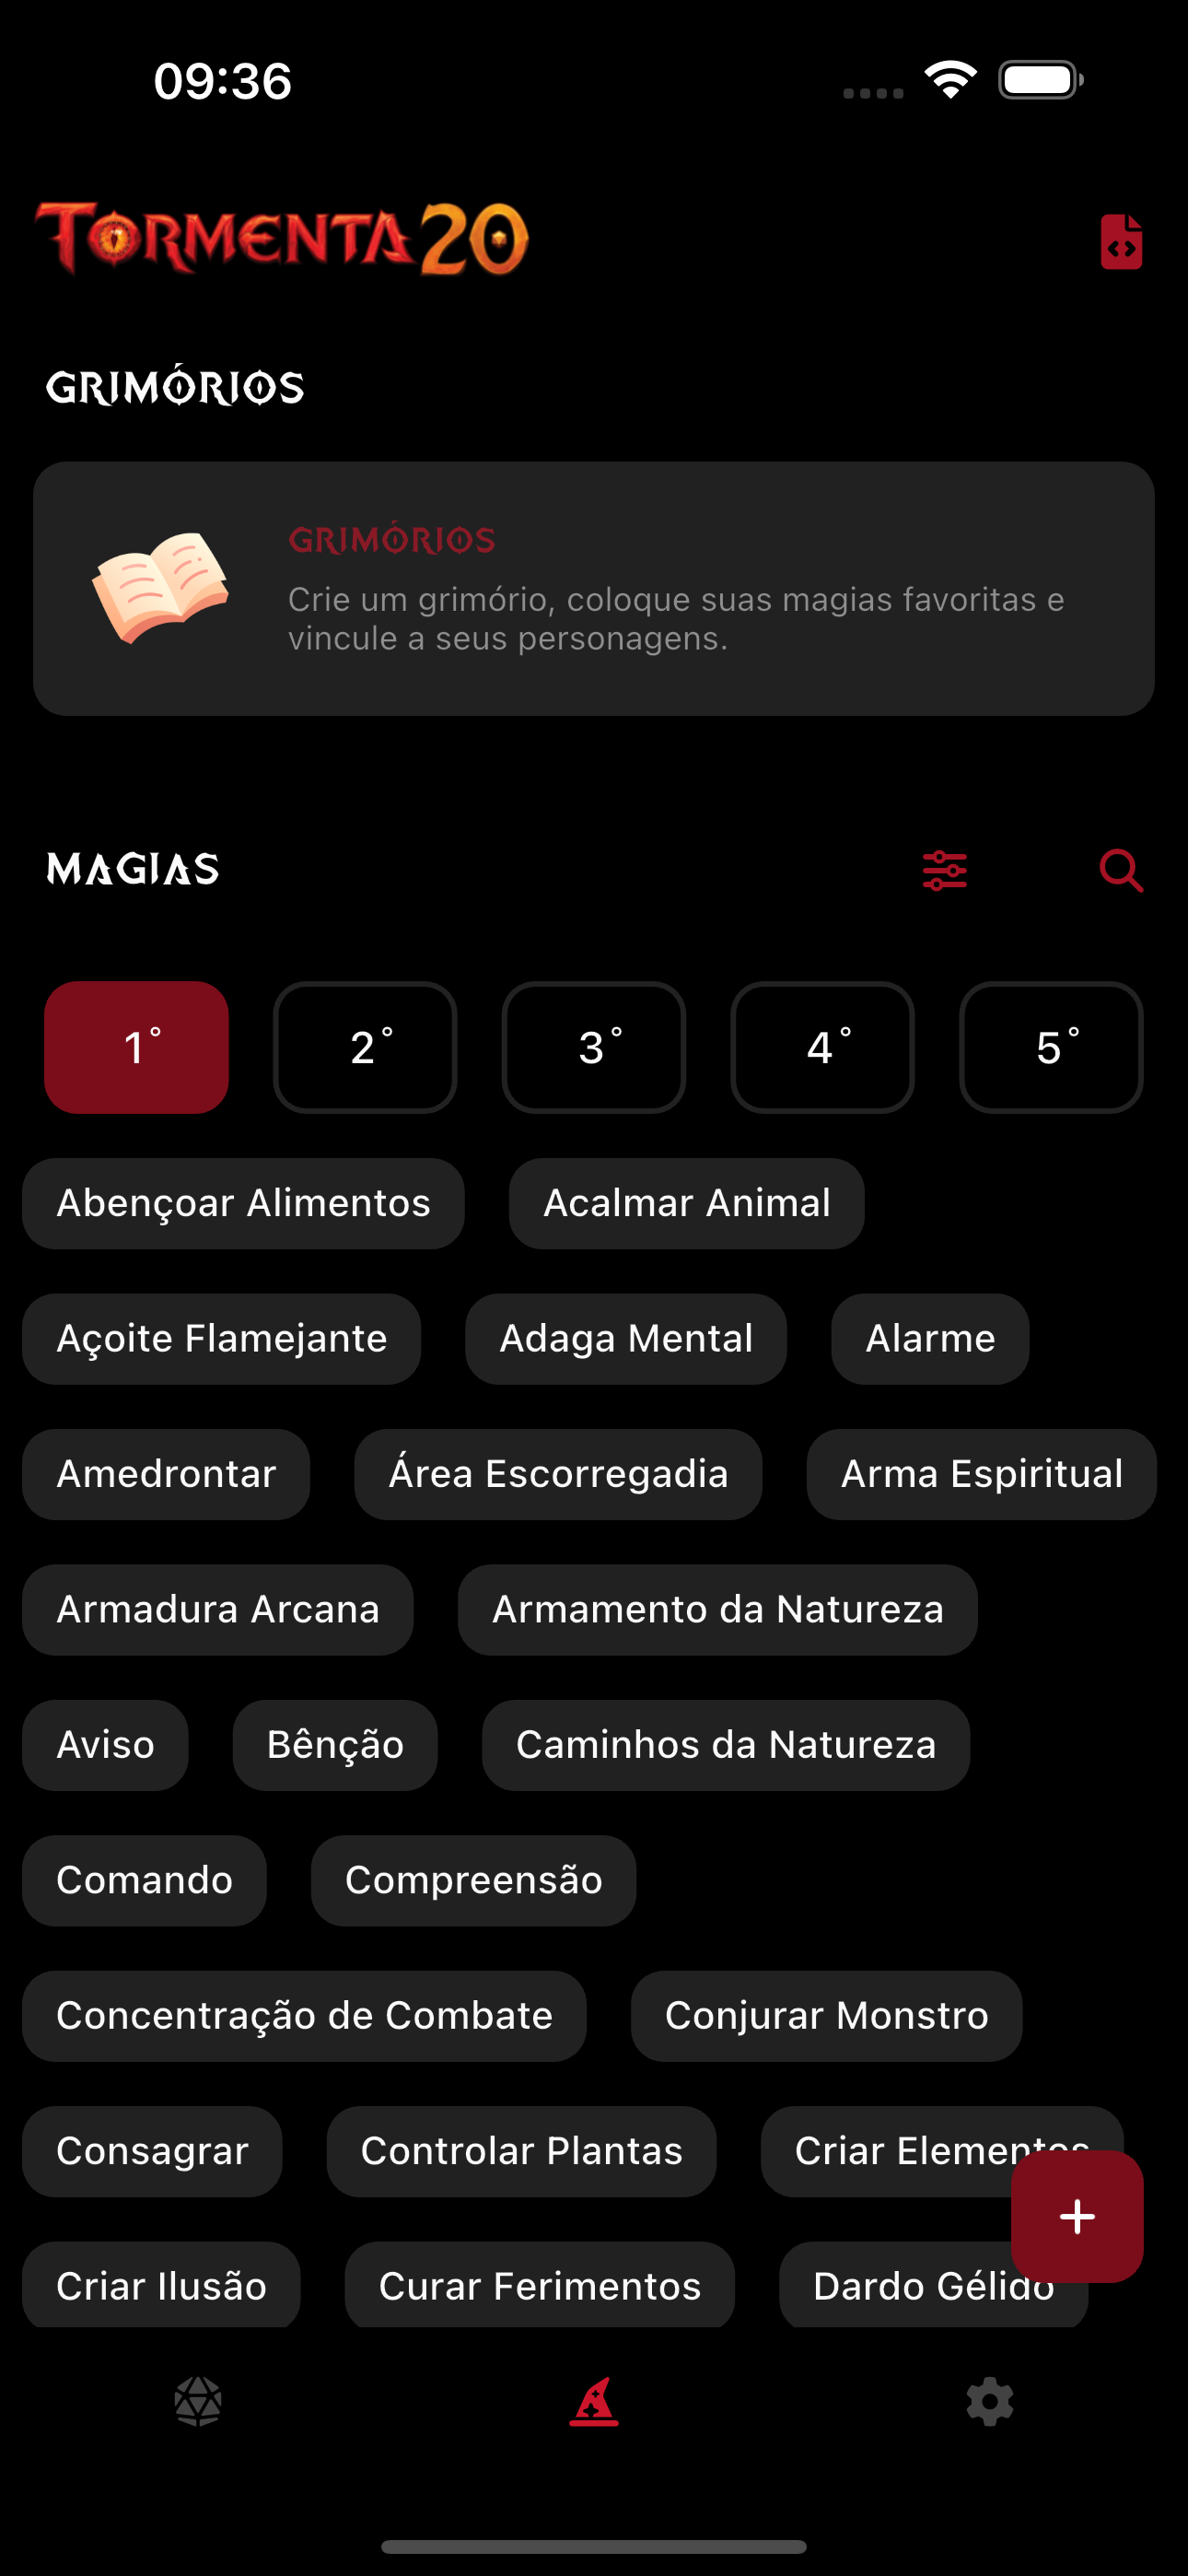 09:36
TORMENTA20
GRIMÓRIOS
GRIMÓRIOS
Crie um grimório, coloque suas magias favoritas e
vincule a seus personagens.
MAGIAS
1° 2° 3° 4° 5°
Abençoar Alimentos Acalmar Animal
Açoite Flamejante Adaga Mental Alarme
Amedrontar Área Escorregadia Arma Espiritual
Armadura Arcana Armamento da Natureza
Aviso Bênção Caminhos da Natureza
Comando Compreensão
Concentração de Combate Conjurar Monstro
Consagrar Controlar Plantas Criar Elementos
Criar Ilusão Curar Ferimentos Dardo Gélido